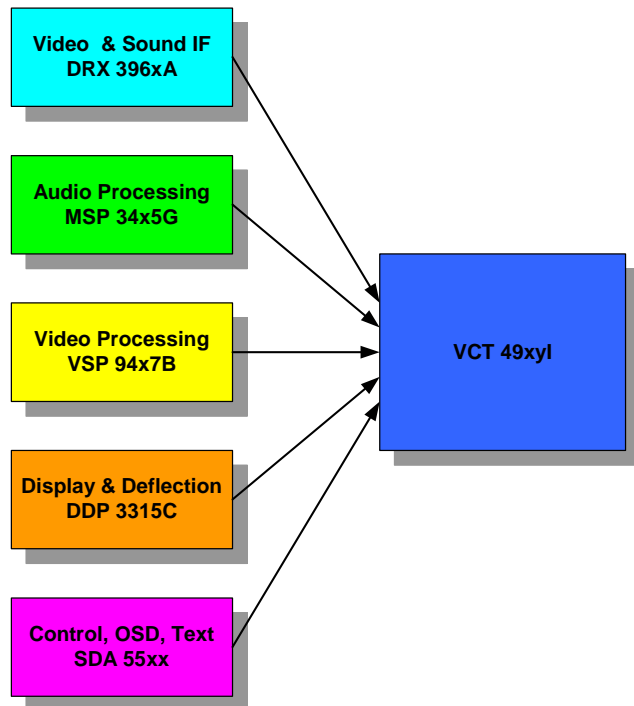 Video & Sound IF
DRX 396xA
Audio Processing
MSP 34x5G
Video Processing
VSP 94x7B
VCT 49xyI
Display & Deflection
DDP 3315C
Control, OSD, Text
SDA 55xx